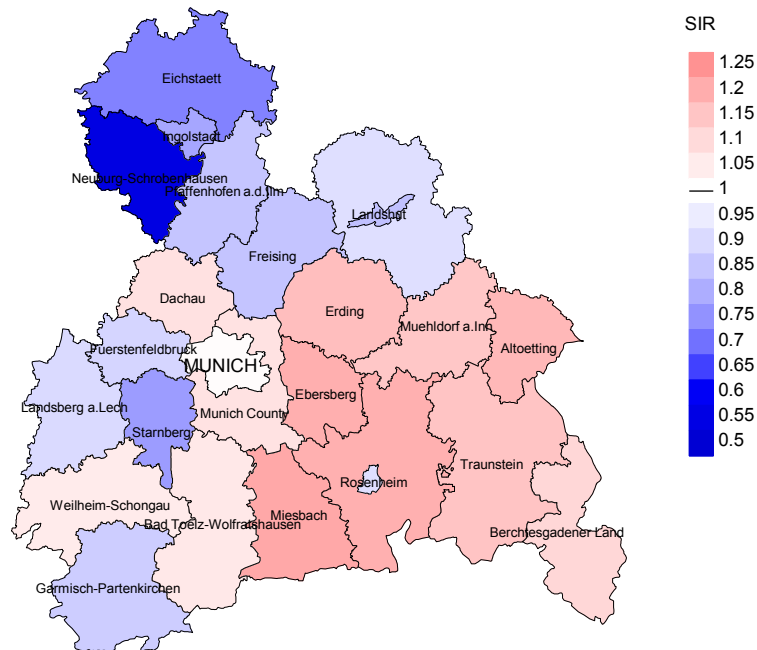 SIR
1.25
1.2
1.15
1.1
1.05
1
0.95
0.9
0.85
0.8
0.75
0.7
0.65
0.6
0.55
0.5
Eichstaett
Ingolstadt
Neuburg-Schrobenhausen
Pfaffenhofen a.d.Ilm
Landshut
Freising
Dachau
Erding
Muehldorf a.Inn
Altoetting
Fuerstenfeldbruck
MUNICH
Ebersberg
Landsberg a.Lech
Munich County
Starnberg
Traunstein
Rosenheim
Weilheim-Schongau
Miesbach
Bad Toelz-Wolfratshausen
Berchtesgadener Land
Garmisch-Partenkirchen